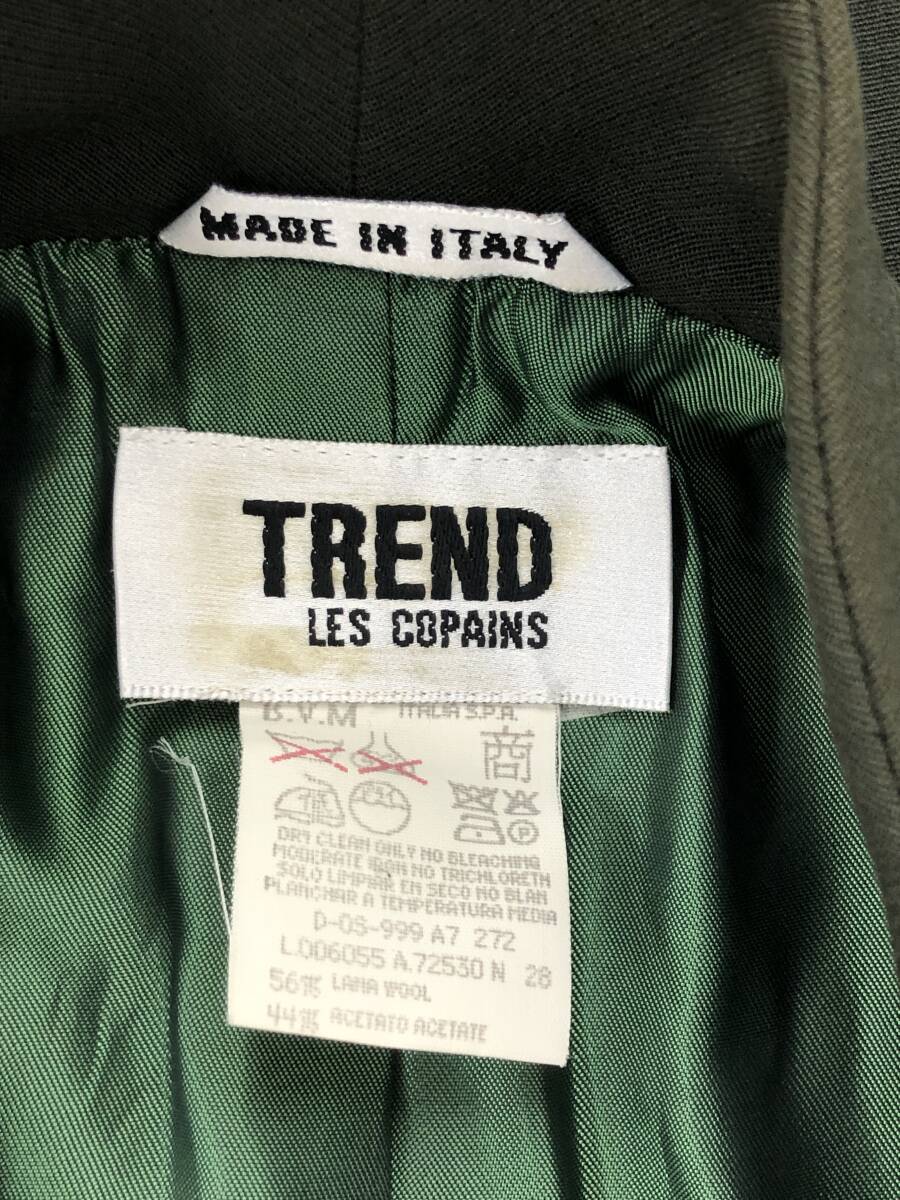 MADE IN ITALY
TREND
LES COPAINS
B.V.M ITALIA S.P.A.
商
DRY CLEAN ONLY NO BLEACHING
MODERATE IRON NO TRICHLORETH
SOLO LIMPIAR EN SECO NO BLAN
PLANCHAR A TEMPERATURA MEDIA
D-OS-999 A7 272
L.006055 A.72530 N 28
56% LANA WOOL
44% ACETATO ACETATE